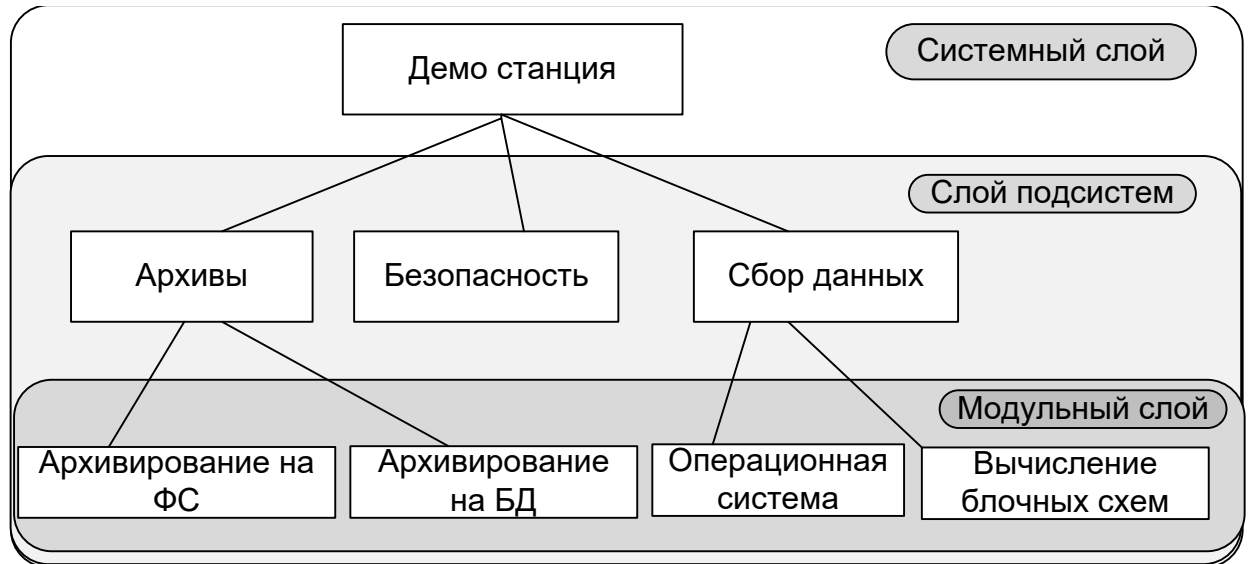 Системный слой
Демо станция
Слой подсистем
Архивы
Безопасность
Сбор данных
Модульный слой
Архивирование на
ФС
Архивирование
на БД
Операционная
система
Вычисление
блочных схем